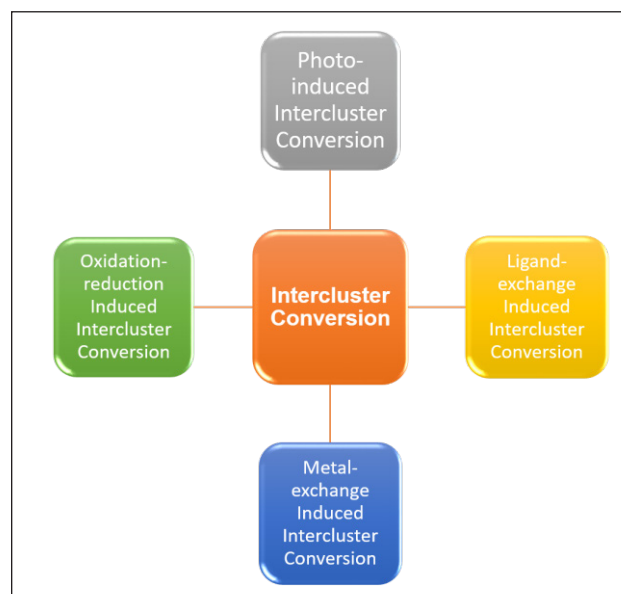 Photo-
induced
Intercluster
Conversion
Oxidation-
reduction
Induced
Intercluster
Conversion
Intercluster
Conversion
Ligand-
exchange
Induced
Intercluster
Conversion
Metal-
exchange
Induced
Intercluster
Conversion